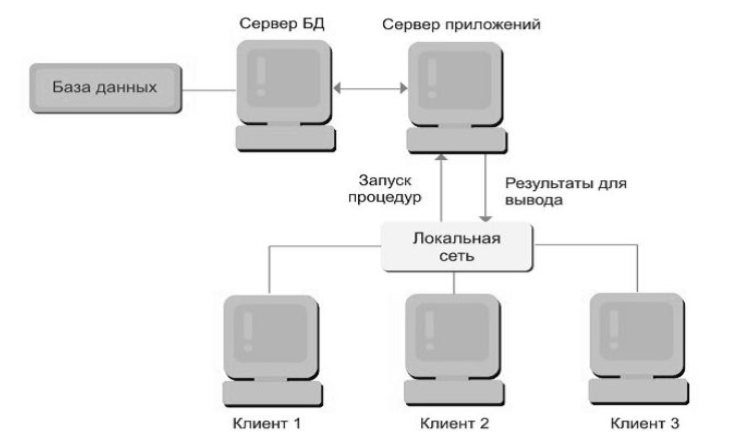 Сервер БД
Сервер приложений
База данных
Запуск
процедур
Результаты для
вывода
Локальная
сеть
Клиент 1
Клиент 2
Клиент 3